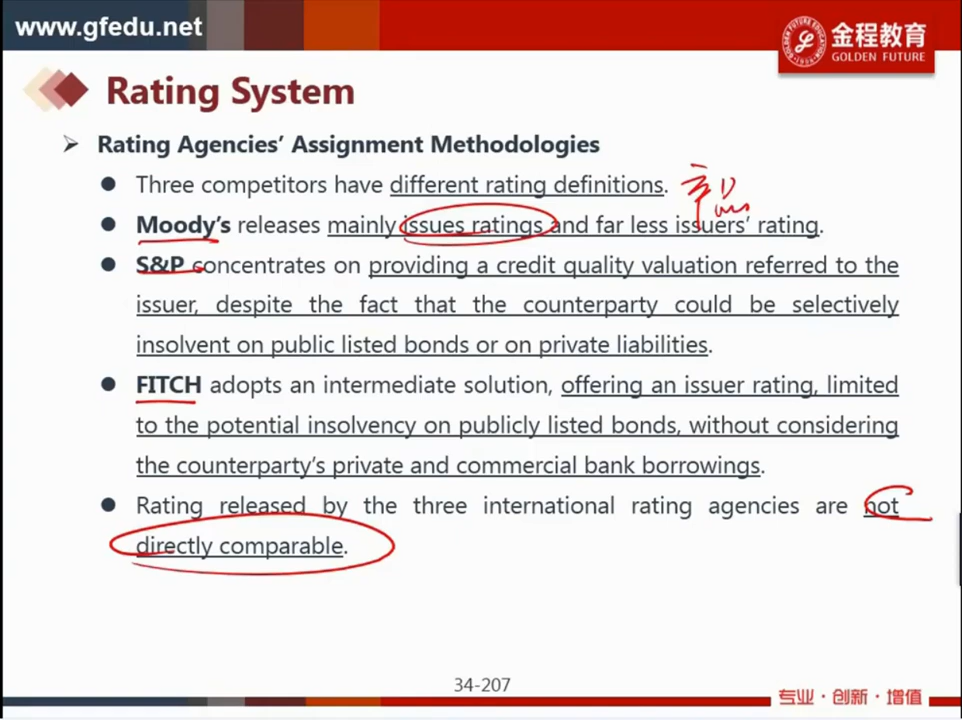 www.gfedu.net
金程教育
GOLDEN FUTURE
Rating System
Rating Agencies' Assignment Methodologies
Three competitors have different rating definitions.
Moody's releases mainly issues ratings and far less issuers' rating.
S&P concentrates on providing a credit quality valuation referred to the
issuer, despite the fact that the counterparty could be selectively
insolvent on public listed bonds or on private liabilities.
FITCH adopts an intermediate solution, offering an issuer rating, limited
to the potential insolvency on publicly listed bonds, without considering
the counterparty's private and commercial bank borrowings.
Rating released by the three international rating agencies are not
directly comparable.
34-207
专业·创新·增值